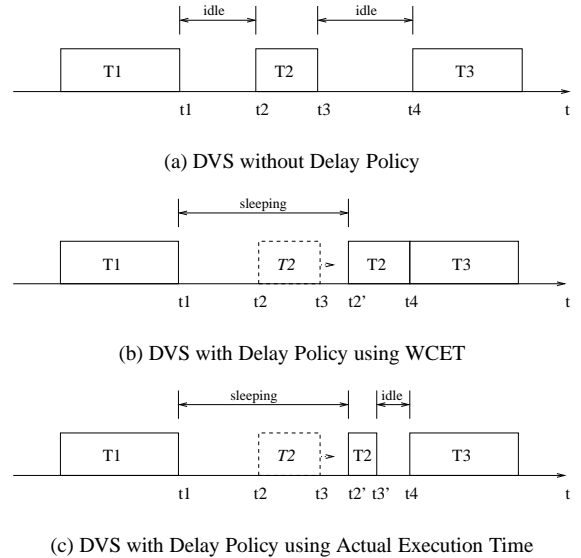 idle idle
T1 T2 T3
t1 t2 t3 t4 t
(a) DVS without Delay Policy
sleeping
T1 T2 T2 T3
t1 t2 t3 t2' t4 t
(b) DVS with Delay Policy using WCET
sleeping idle
T1 T2 T2 T3
t1 t2 t3 t2' t3' t4 t
(c) DVS with Delay Policy using Actual Execution Time